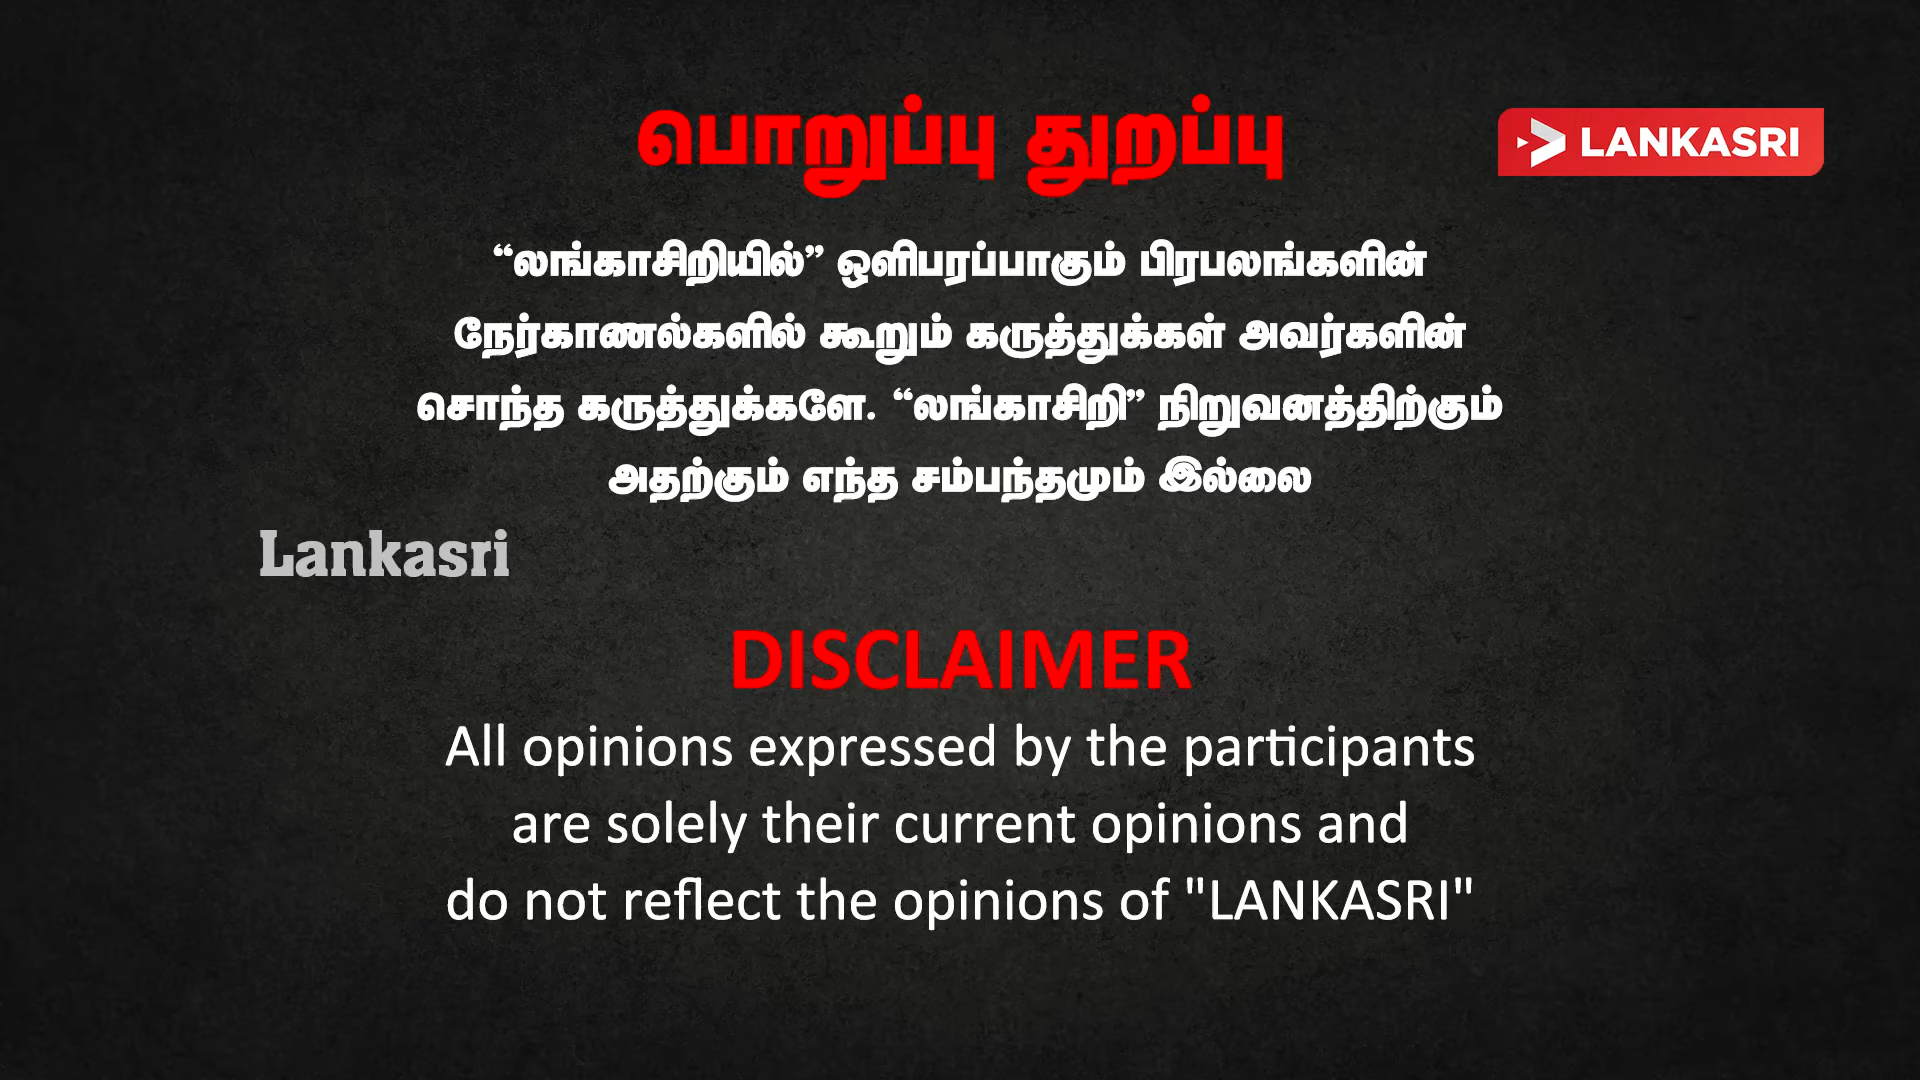 பொறுப்பு துறப்பு
LANKASRI
“லங்காசிறியில்” ஒளிபரப்பாகும் பிரபலங்களின்
நேர்காணல்களில் கூறும் கருத்துக்கள் அவர்களின்
சொந்த கருத்துக்களே. “லங்காசிறி” நிறுவனத்திற்கும்
அதற்கும் எந்த சம்பந்தமும் இல்லை
Lankasri
DISCLAIMER
All opinions expressed by the participants
are solely their current opinions and
do not reflect the opinions of "LANKASRI"